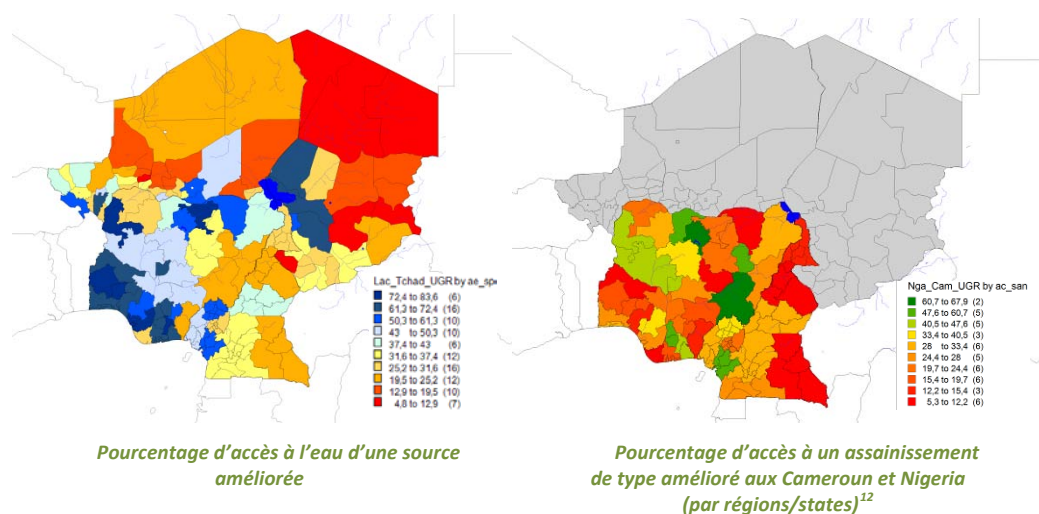 Lac_Tchad_UGR by ae_spe
72,4 to 83,6 (6)
61,3 to 72,4 (16)
50,3 to 61,3 (10)
43 to 50,3 (10)
37,4 to 43 (6)
31,6 to 37,4 (12)
25,2 to 31,6 (16)
19,5 to 25,2 (12)
12,9 to 19,5 (10)
4,8 to 12,9 (7)
Pourcentage d’accès à l’eau d’une source
améliorée
Nga_Cam_UGR by ac_san
60,7 to 67,9 (2)
47,6 to 60,7 (5)
40,5 to 47,6 (5)
33,4 to 40,5 (3)
28 to 33,4 (6)
24,4 to 28 (5)
19,7 to 24,4 (6)
15,4 to 19,7 (6)
12,2 to 15,4 (3)
5,3 to 12,2 (6)
Pourcentage d’accès à un assainissement
de type amélioré aux Cameroun et Nigeria
(par régions/states)12